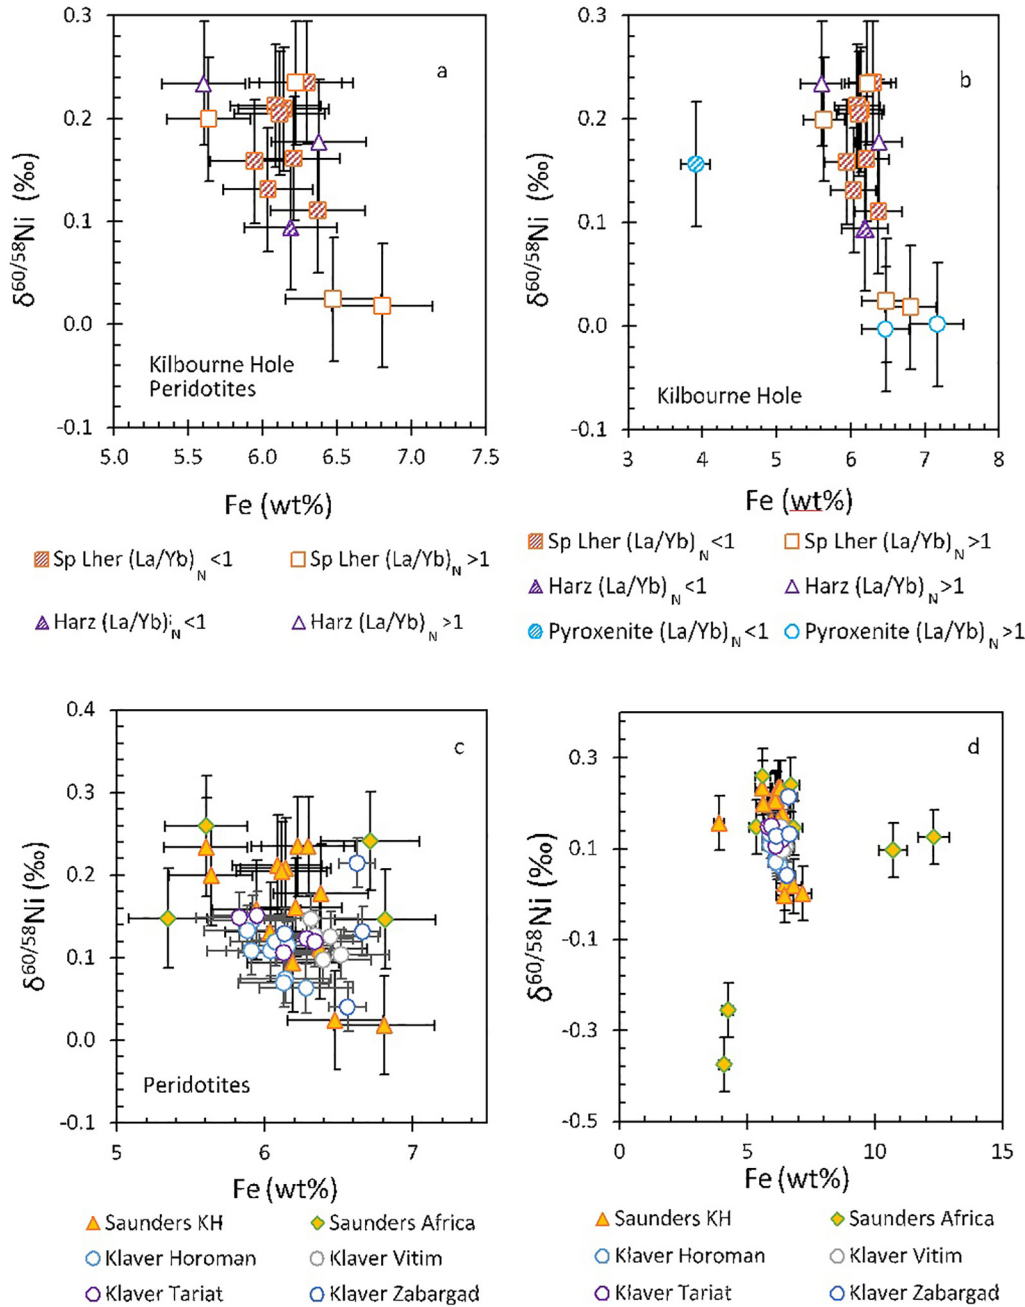 0.3
0.2
0.1
0.0
-0.1
δ60/58Ni (‰)
a
Kilbourne Hole
Peridotites
5.0 5.5 6.0 6.5 7.0 7.5
Fe (wt%)
Sp Lher (La/Yb)N<1
Sp Lher (La/Yb)N>1
Harz (La/Yb)N<1
Harz (La/Yb)N>1
0.3
0.2
0.1
0.0
-0.1
δ60/58Ni (‰)
b
Kilbourne Hole
3 4 5 6 7 8
Fe (wt%)
Sp Lher (La/Yb)N<1
Sp Lher (La/Yb)N>1
Harz (La/Yb)N<1
Harz (La/Yb)N>1
Pyroxenite (La/Yb)N<1
Pyroxenite (La/Yb)N>1
0.4
0.3
0.2
0.1
0.0
-0.1
δ60/58Ni (‰)
c
Peridotites
5 6 7
Fe (wt%)
Saunders KH
Saunders Africa
Klaver Horoman
Klaver Vitim
Klaver Tariat
Klaver Zabargad
0.3
0.1
-0.1
-0.3
-0.5
δ60/58Ni (‰)
d
0 5 10 15
Fe (wt%)
Saunders KH
Saunders Africa
Klaver Horoman
Klaver Vitim
Klaver Tariat
Klaver Zabargad